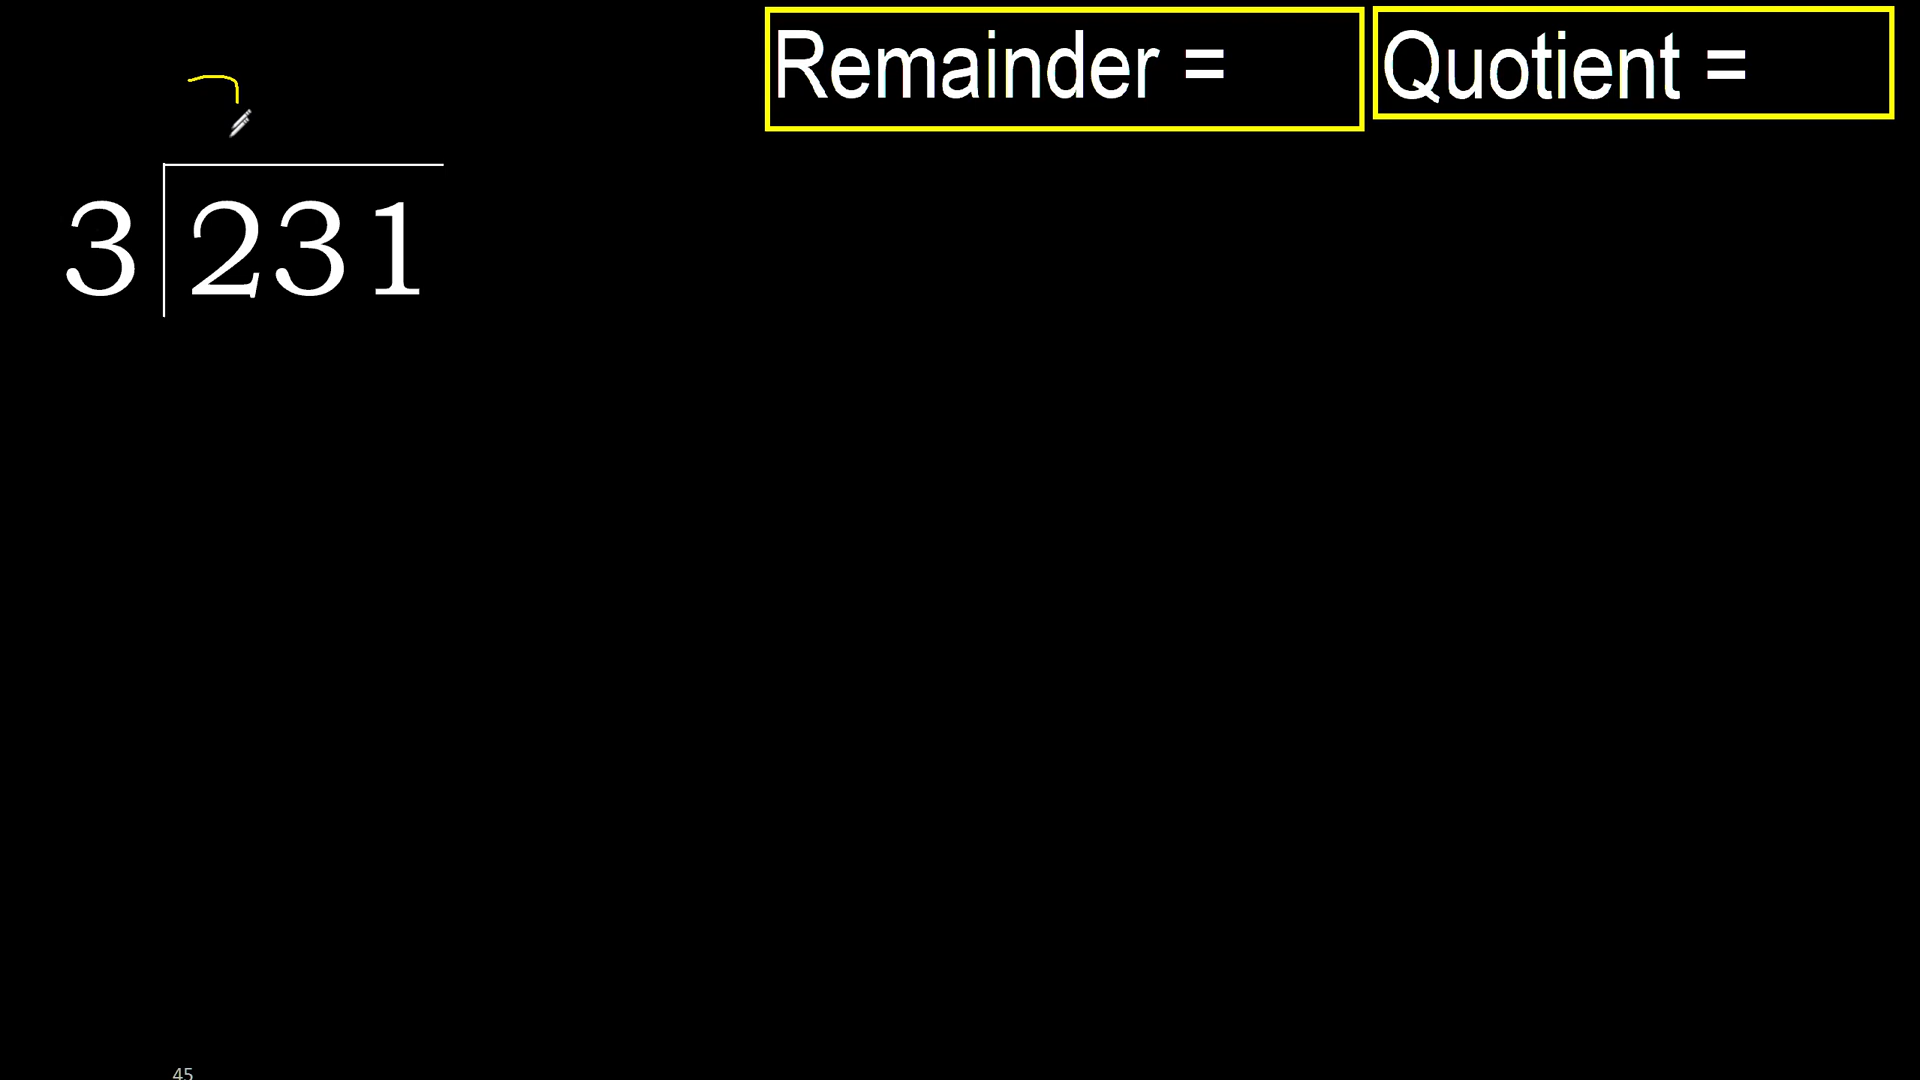 Remainder = Quotient =
3 231
45